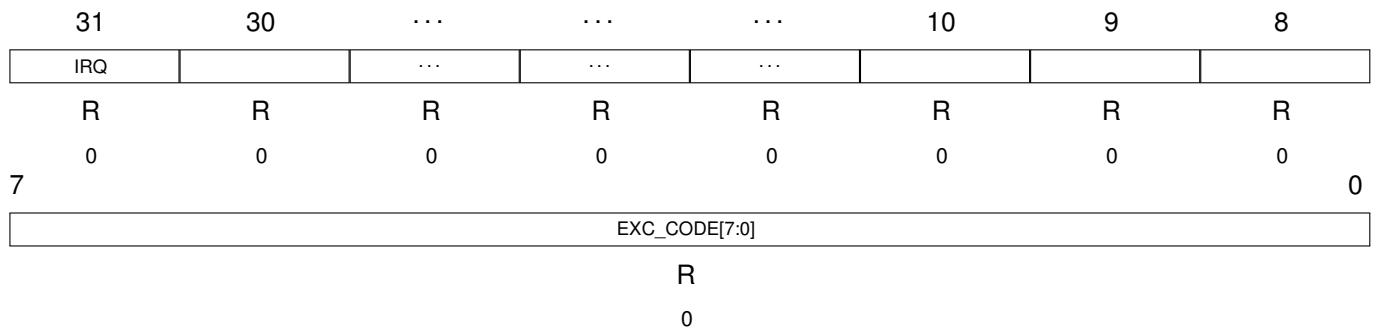 31 30 · · · · · · · · · 10 9 8
IRQ · · · · · · · · ·
R R R R R R R R
0 0 0 0 0 0 0 0
7 0
EXC_CODE[7:0]
R
0